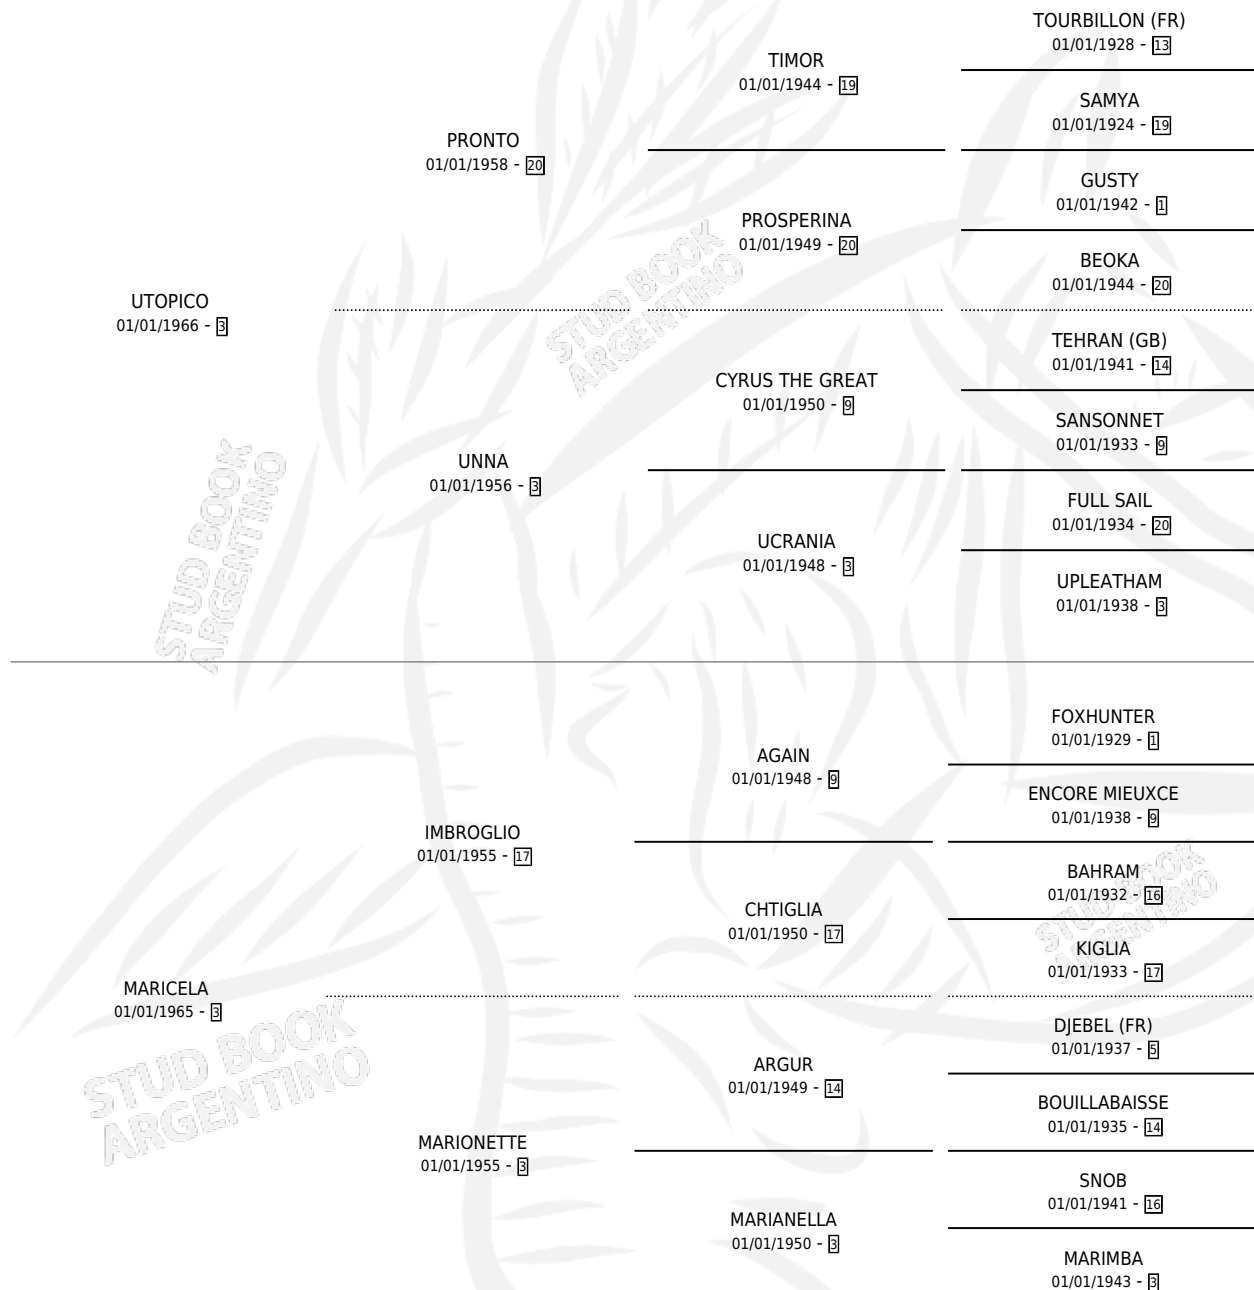 TOURBILLON (FR)
01/01/1928 - 13
TIMOR
01/01/1944 - 19
SAMYA
01/01/1924 - 19
PRONTO
01/01/1958 - 20
GUSTY
01/01/1942 - 1
PROSPERINA
01/01/1949 - 20
BEOKA
01/01/1944 - 20
UTOPICO
01/01/1966 - 3
TEHRAN (GB)
01/01/1941 - 14
CYRUS THE GREAT
01/01/1950 - 9
SANSONNET
01/01/1933 - 9
UNNA
01/01/1956 - 3
FULL SAIL
01/01/1934 - 20
UCRANIA
01/01/1948 - 3
UPLEATHAM
01/01/1938 - 3
STUD BOOK
ARGENTINO
STUD BOOK
ARGENTINO
FOXHUNTER
01/01/1929 - 1
AGAIN
01/01/1948 - 9
ENCORE MIEUXCE
01/01/1938 - 9
IMBROGLIO
01/01/1955 - 17
BAHRAM
01/01/1932 - 16
CHTIGLIA
01/01/1950 - 17
KIGLIA
01/01/1933 - 17
STUD BOOK
ARGENTINO
MARICELA
01/01/1965 - 3
DJEBEL (FR)
01/01/1937 - 5
ARGUR
01/01/1949 - 14
BOUILLABAISSE
01/01/1935 - 14
STUD BOOK
ARGENTINO
MARIONETTE
01/01/1955 - 3
SNOB
01/01/1941 - 16
MARIANELLA
01/01/1950 - 3
MARIMBA
01/01/1943 - 3